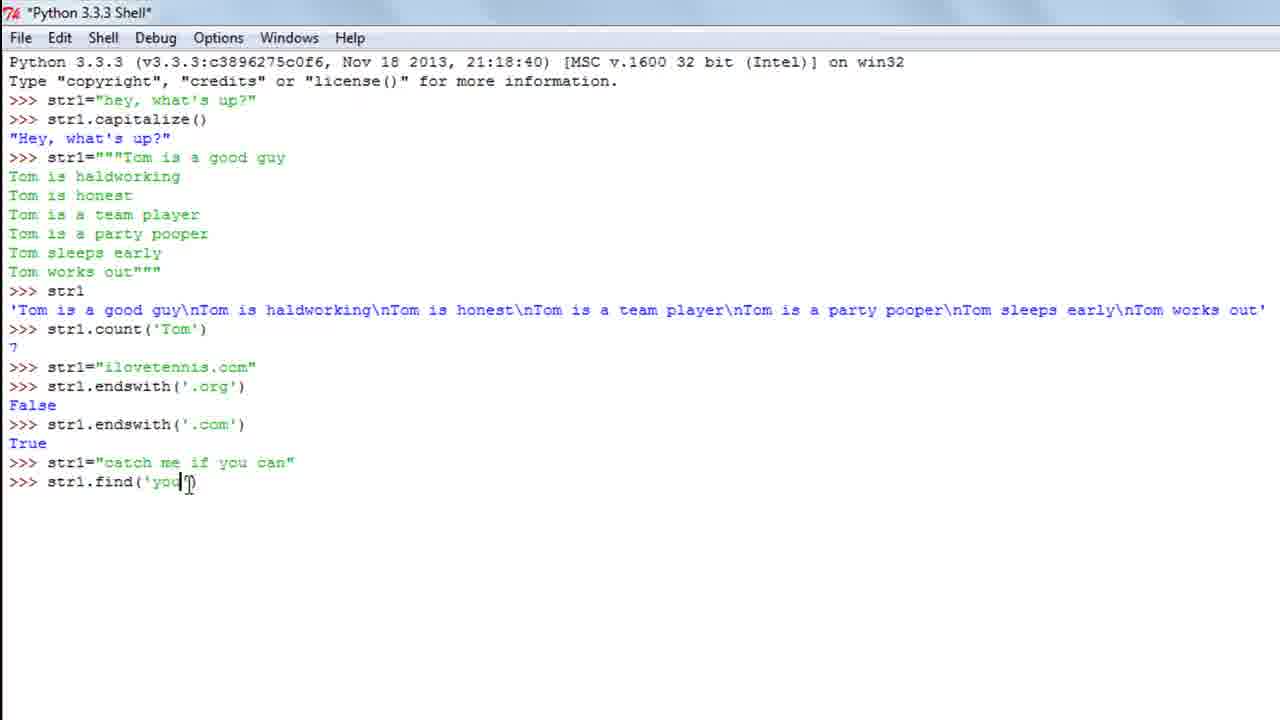 *Python 3.3.3 Shell*
File Edit Shell Debug Options Windows Help
Python 3.3.3 (v3.3.3:c3896275c0f6, Nov 18 2013, 21:18:40) [MSC v.1600 32 bit (Intel)] on win32
Type "copyright", "credits" or "license()" for more information.
>>> str1="hey, what's up?"
>>> str1.capitalize()
"Hey, what's up?"
>>> str1="""Tom is a good guy
Tom is haldworking
Tom is honest
Tom is a team player
Tom is a party pooper
Tom sleeps early
Tom works out"""
>>> str1
'Tom is a good guy\nTom is haldworking\nTom is honest\nTom is a team player\nTom is a party pooper\nTom sleeps early\nTom works out'
>>> str1.count('Tom')
7
>>> str1="ilovetennis.com"
>>> str1.endswith('.org')
False
>>> str1.endswith('.com')
True
>>> str1="catch me if you can"
>>> str1.find('you')